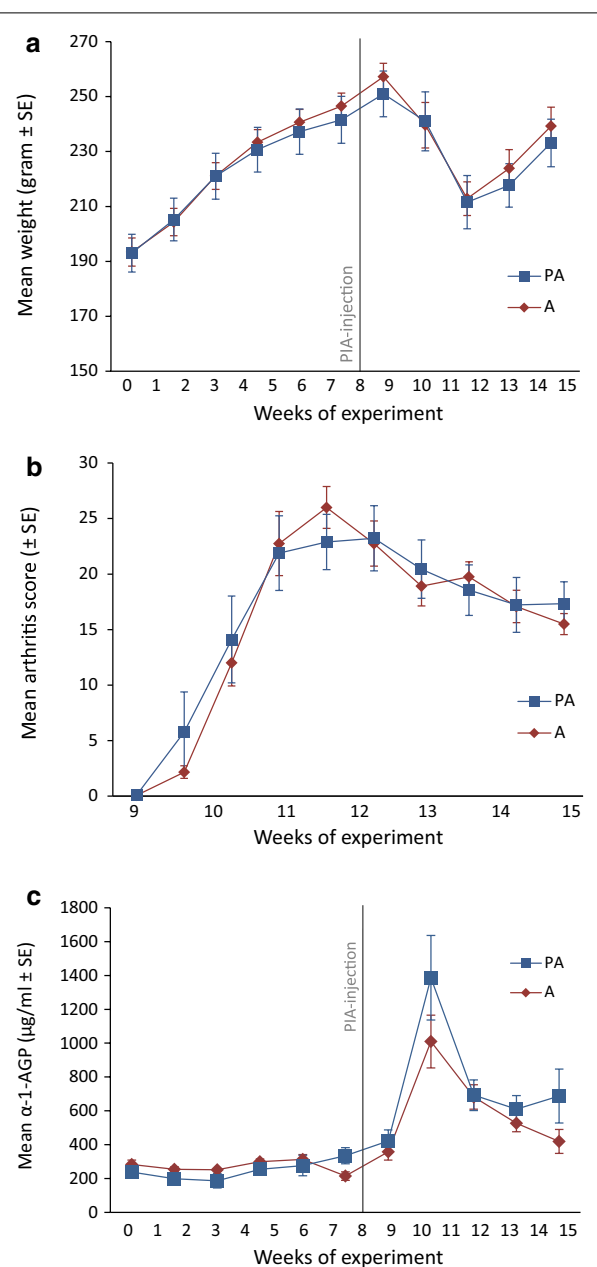 a
270
250
230
210
190
170
150
Mean weight (gram ± SE)
PIA-injection
PA
A
0 1 2 3 4 5 6 7 8 9 10 11 12 13 14 15
Weeks of experiment
b
30
25
20
15
10
5
0
Mean arthritis score (± SE)
PA
A
9 10 11 12 13 14 15
Weeks of experiment
c
1800
1600
1400
1200
1000
800
600
400
200
0
Mean α-1-AGP (µg/ml ± SE)
PIA-injection
PA
A
0 1 2 3 4 5 6 7 8 9 10 11 12 13 14 15
Weeks of experiment